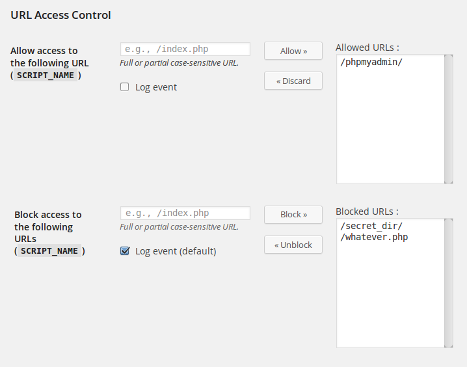 URL Access Control
Allow access to
the following URL
( SCRIPT_NAME )
e.g., /index.php
Full or partial case-sensitive URL.
Log event
Allow »
« Discard
Allowed URLs :
/phpmyadmin/
Block access to
the following
URLs
( SCRIPT_NAME )
e.g., /index.php
Full or partial case-sensitive URL.
Log event (default)
Block »
« Unblock
Blocked URLs :
/secret_dir/
/whatever.php